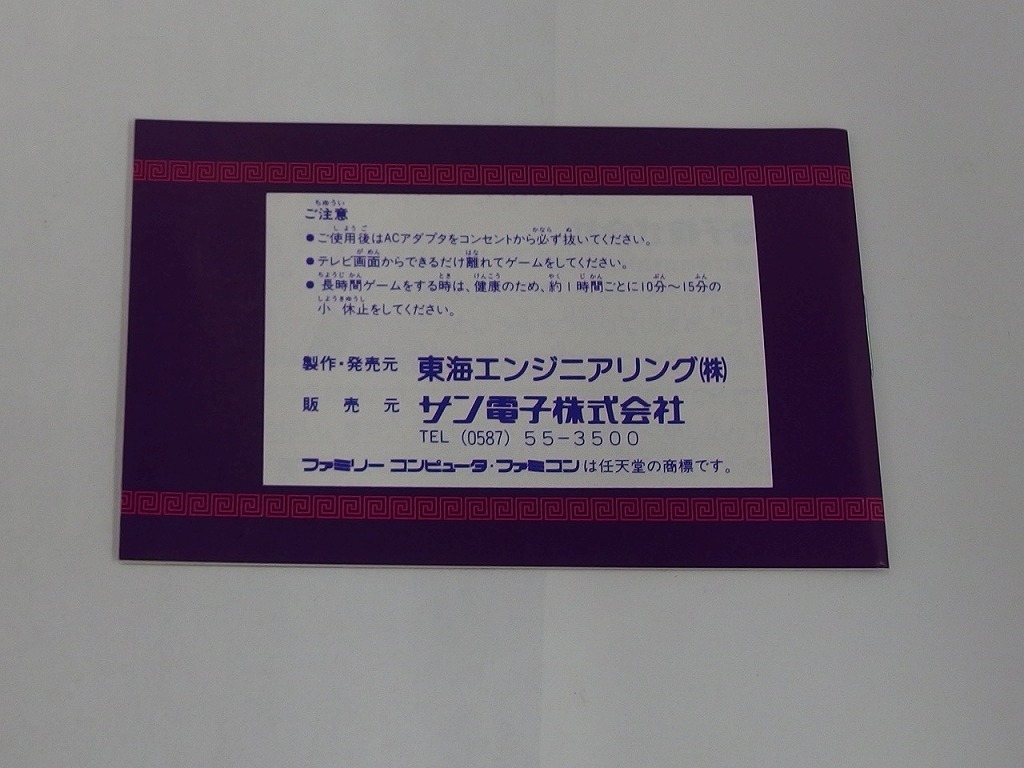 ご注意
●ご使用後はACアダプタをコンセントから必ず抜いてください。
●テレビ画面からできるだけ離れてゲームをしてください。
●長時間ゲームをする時は、健康のため、約1時間ごとに10分～15分の
小休止をしてください。
製作・発売元 東海エンジニアリング㈱
販売元 サン電子株式会社
TEL (0587) 55-3500
ファミリーコンピュータ・ファミコンは任天堂の商標です。